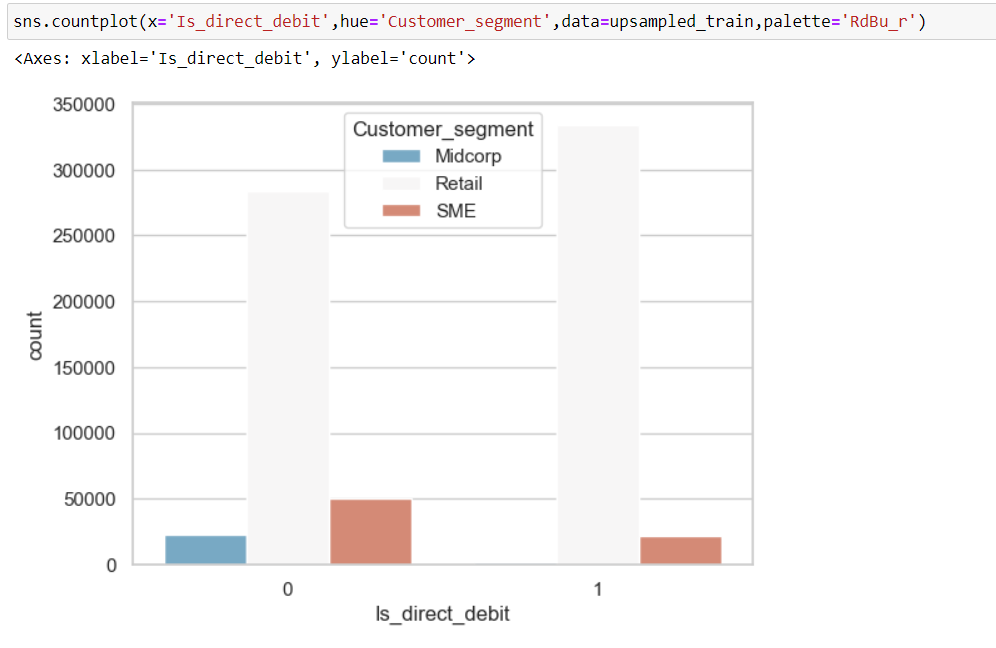 sns.countplot(x='Is_direct_debit',hue='Customer_segment',data=upsampled_train,palette='RdBu_r')
<Axes: xlabel='Is_direct_debit', ylabel='count'>
350000
300000
250000
200000
150000
100000
50000
0
count
Customer_segment
Midcorp
Retail
SME
0
1
Is_direct_debit